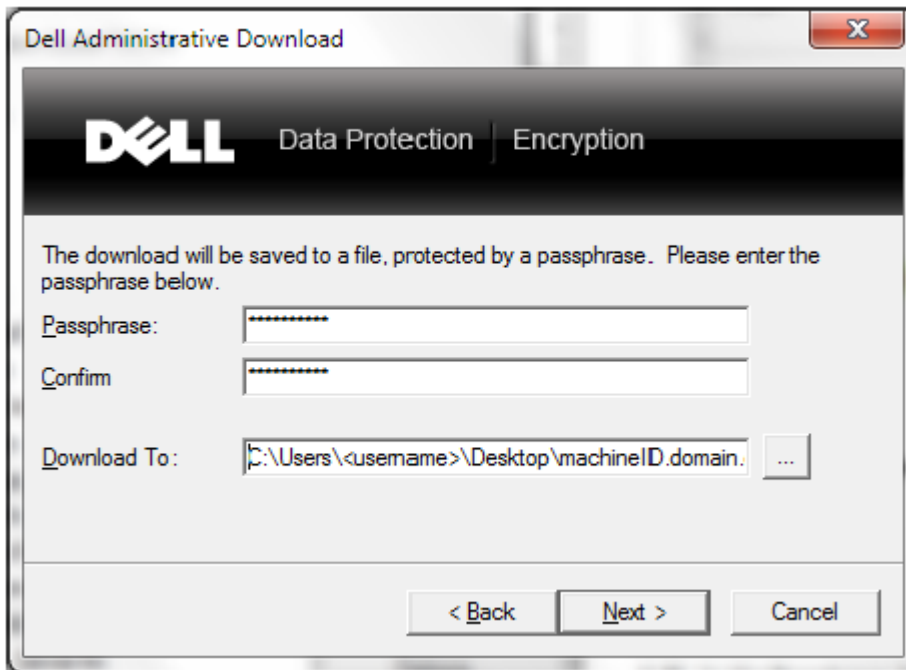 Dell Administrative Download
DELL Data Protection | Encryption
The download will be saved to a file, protected by a passphrase. Please enter the
passphrase below.
Passphrase: **********
Confirm **********
Download To: C:\Users\<username>\Desktop\machineID.domain.
...
< Back Next > Cancel